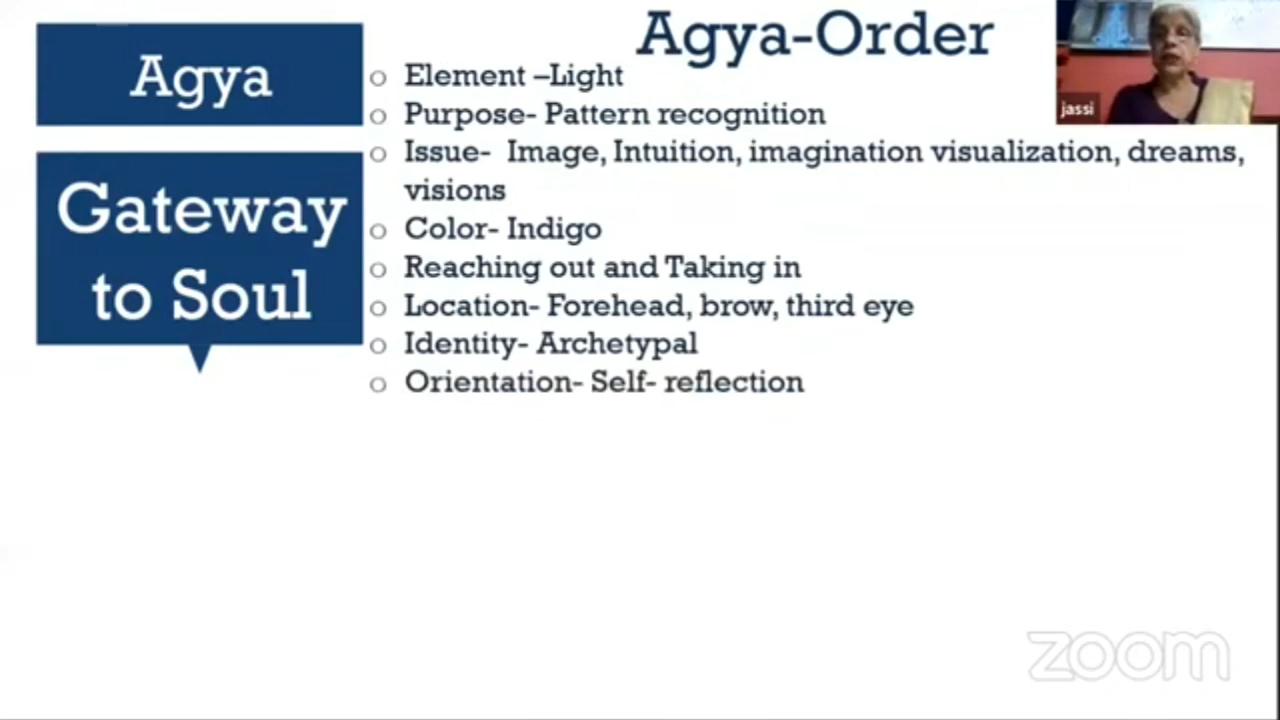 Agya
Gateway
to Soul
Agya-Order
Element –Light
Purpose- Pattern recognition
Issue-  Image, Intuition, imagination visualization, dreams,
visions
Color- Indigo
Reaching out and Taking in
Location- Forehead, brow, third eye
Identity- Archetypal
Orientation- Self- reflection
jassi
zoom